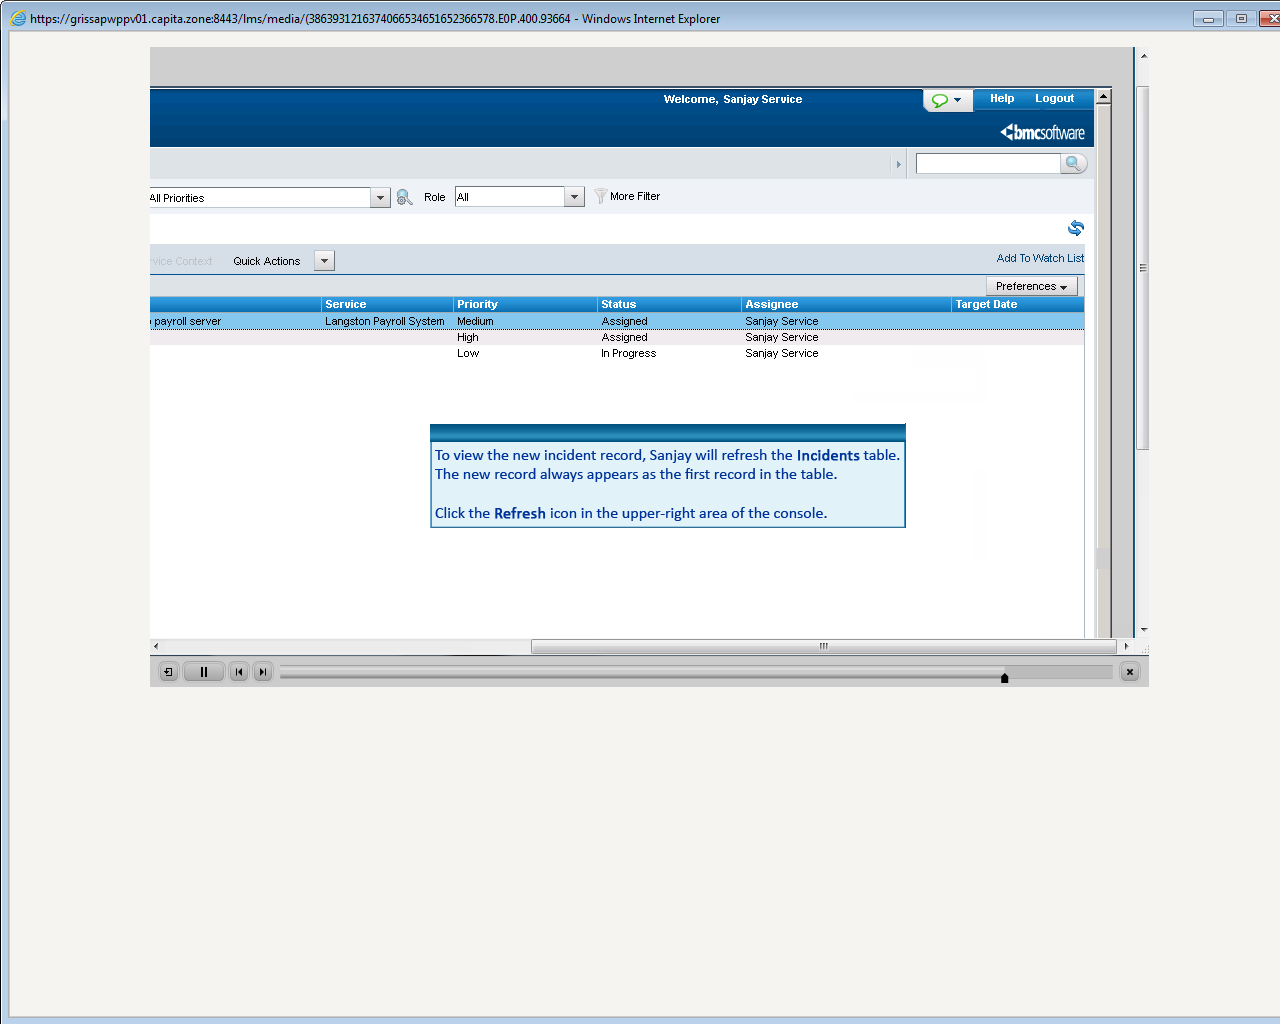 https://grissapwppv01.capita.zone:8443/lms/media/(3863931216374066534651652366578.E0P.400.93664 - Windows Internet Explorer
Welcome, Sanjay Service
Help
Logout
bmcsoftware
All Priorities
Role
All
More Filter
vice Context
Quick Actions
Add To Watch List
Preferences
Service Priority Status Assignee Target Date
payroll server Langston Payroll System Medium Assigned Sanjay Service
High Assigned Sanjay Service
Low In Progress Sanjay Service
To view the new incident record, Sanjay will refresh the Incidents table.
The new record always appears as the first record in the table.
Click the Refresh icon in the upper-right area of the console.